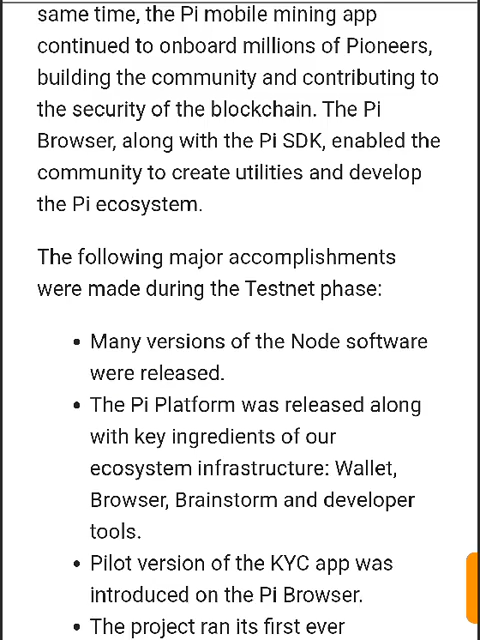 same time, the Pi mobile mining app
continued to onboard millions of Pioneers,
building the community and contributing to
the security of the blockchain. The Pi
Browser, along with the Pi SDK, enabled the
community to create utilities and develop
the Pi ecosystem.
The following major accomplishments
were made during the Testnet phase:
• Many versions of the Node software
were released.
• The Pi Platform was released along
with key ingredients of our
ecosystem infrastructure: Wallet,
Browser, Brainstorm and developer
tools.
• Pilot version of the KYC app was
introduced on the Pi Browser.
• The project ran its first ever